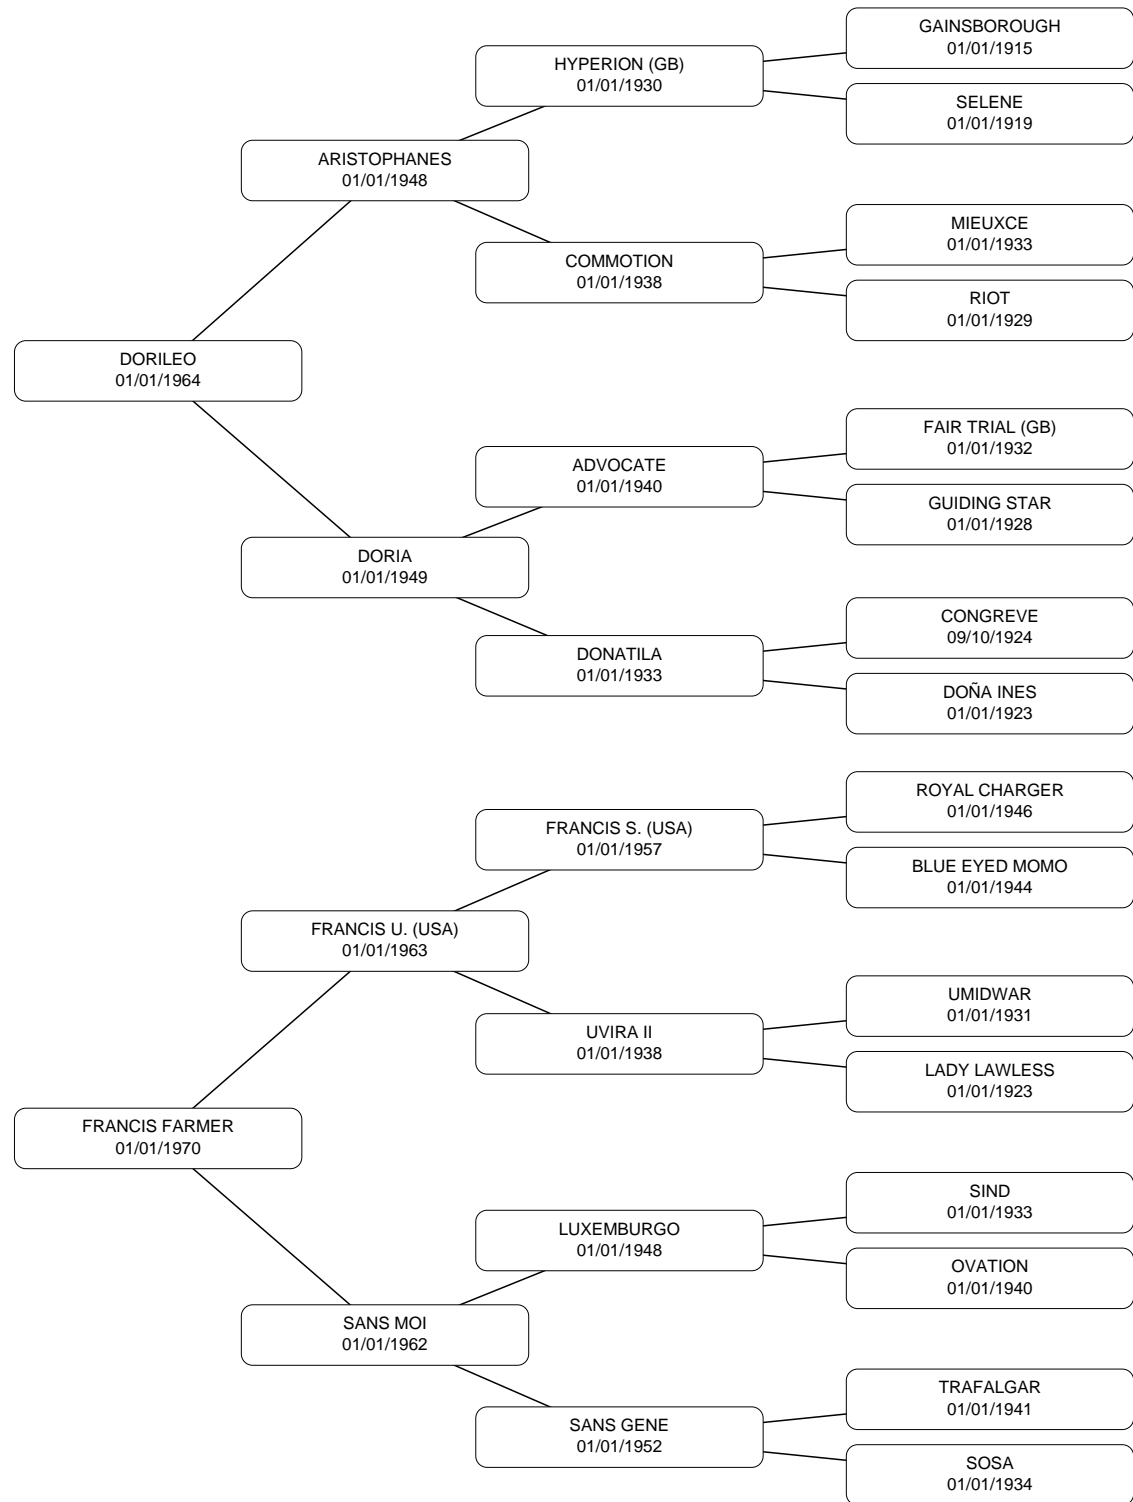 GAINSBOROUGH
01/01/1915
HYPERION (GB)
01/01/1930
SELENE
01/01/1919
ARISTOPHANES
01/01/1948
MIEUXCE
01/01/1933
COMMOTION
01/01/1938
RIOT
01/01/1929
DORILEO
01/01/1964
FAIR TRIAL (GB)
01/01/1932
ADVOCATE
01/01/1940
GUIDING STAR
01/01/1928
DORIA
01/01/1949
CONGREVE
09/10/1924
DONATILA
01/01/1933
DOÑA INES
01/01/1923
ROYAL CHARGER
01/01/1946
FRANCIS S. (USA)
01/01/1957
BLUE EYED MOMO
01/01/1944
FRANCIS U. (USA)
01/01/1963
UMIDWAR
01/01/1931
UVIRA II
01/01/1938
LADY LAWLESS
01/01/1923
FRANCIS FARMER
01/01/1970
SIND
01/01/1933
LUXEMBURGO
01/01/1948
OVATION
01/01/1940
SANS MOI
01/01/1962
TRAFALGAR
01/01/1941
SANS GENE
01/01/1952
SOSA
01/01/1934